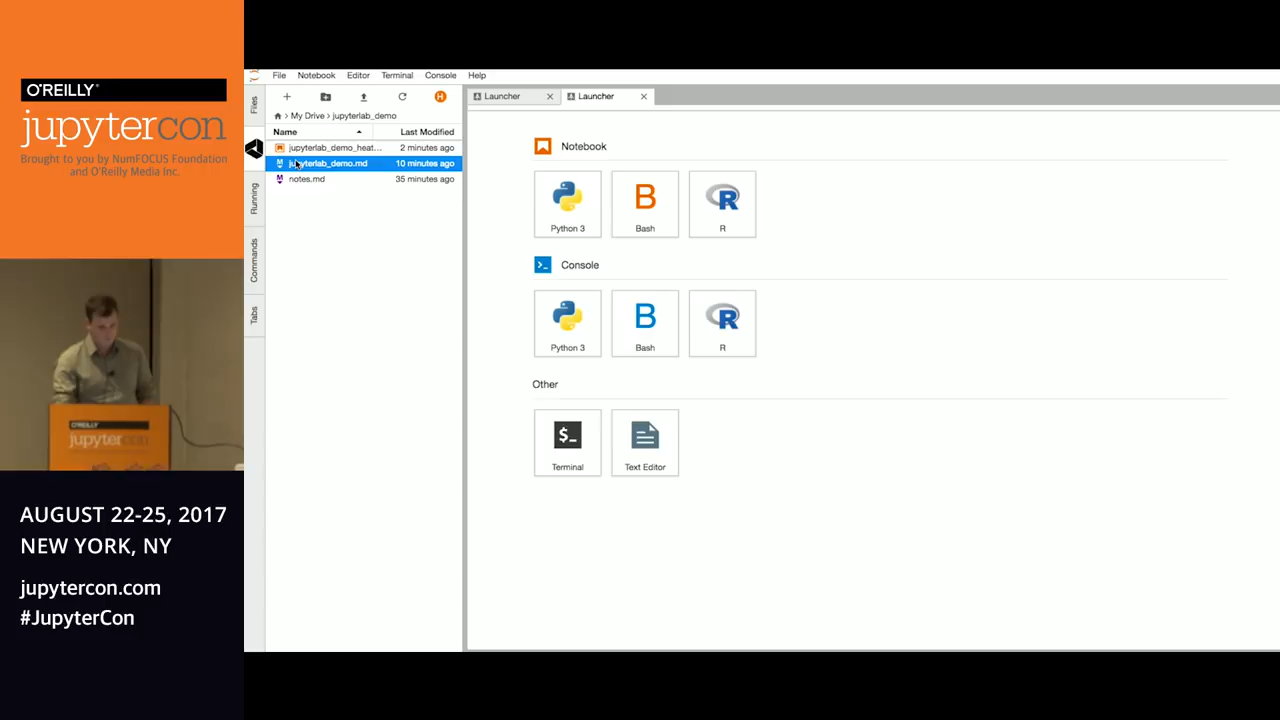 O'REILLY®
jupytercon
Brought to you by NumFOCUS Foundation
and O'Reilly Media Inc.
O'REILLY
jupytercon
AUGUST 22-25, 2017
NEW YORK, NY
jupytercon.com
#JupyterCon
File Notebook Editor Terminal Console Help
Files
Running
Commands
Tabs
H
My Drive > jupyterlab_demo
Name Last Modified
jupyterlab_demo_heat... 2 minutes ago
jupyterlab_demo.md 10 minutes ago
notes.md 35 minutes ago
Launcher × Launcher ×
Notebook
B R
Python 3 Bash R
Console
B R
Python 3 Bash R
Other
$_
Terminal Text Editor